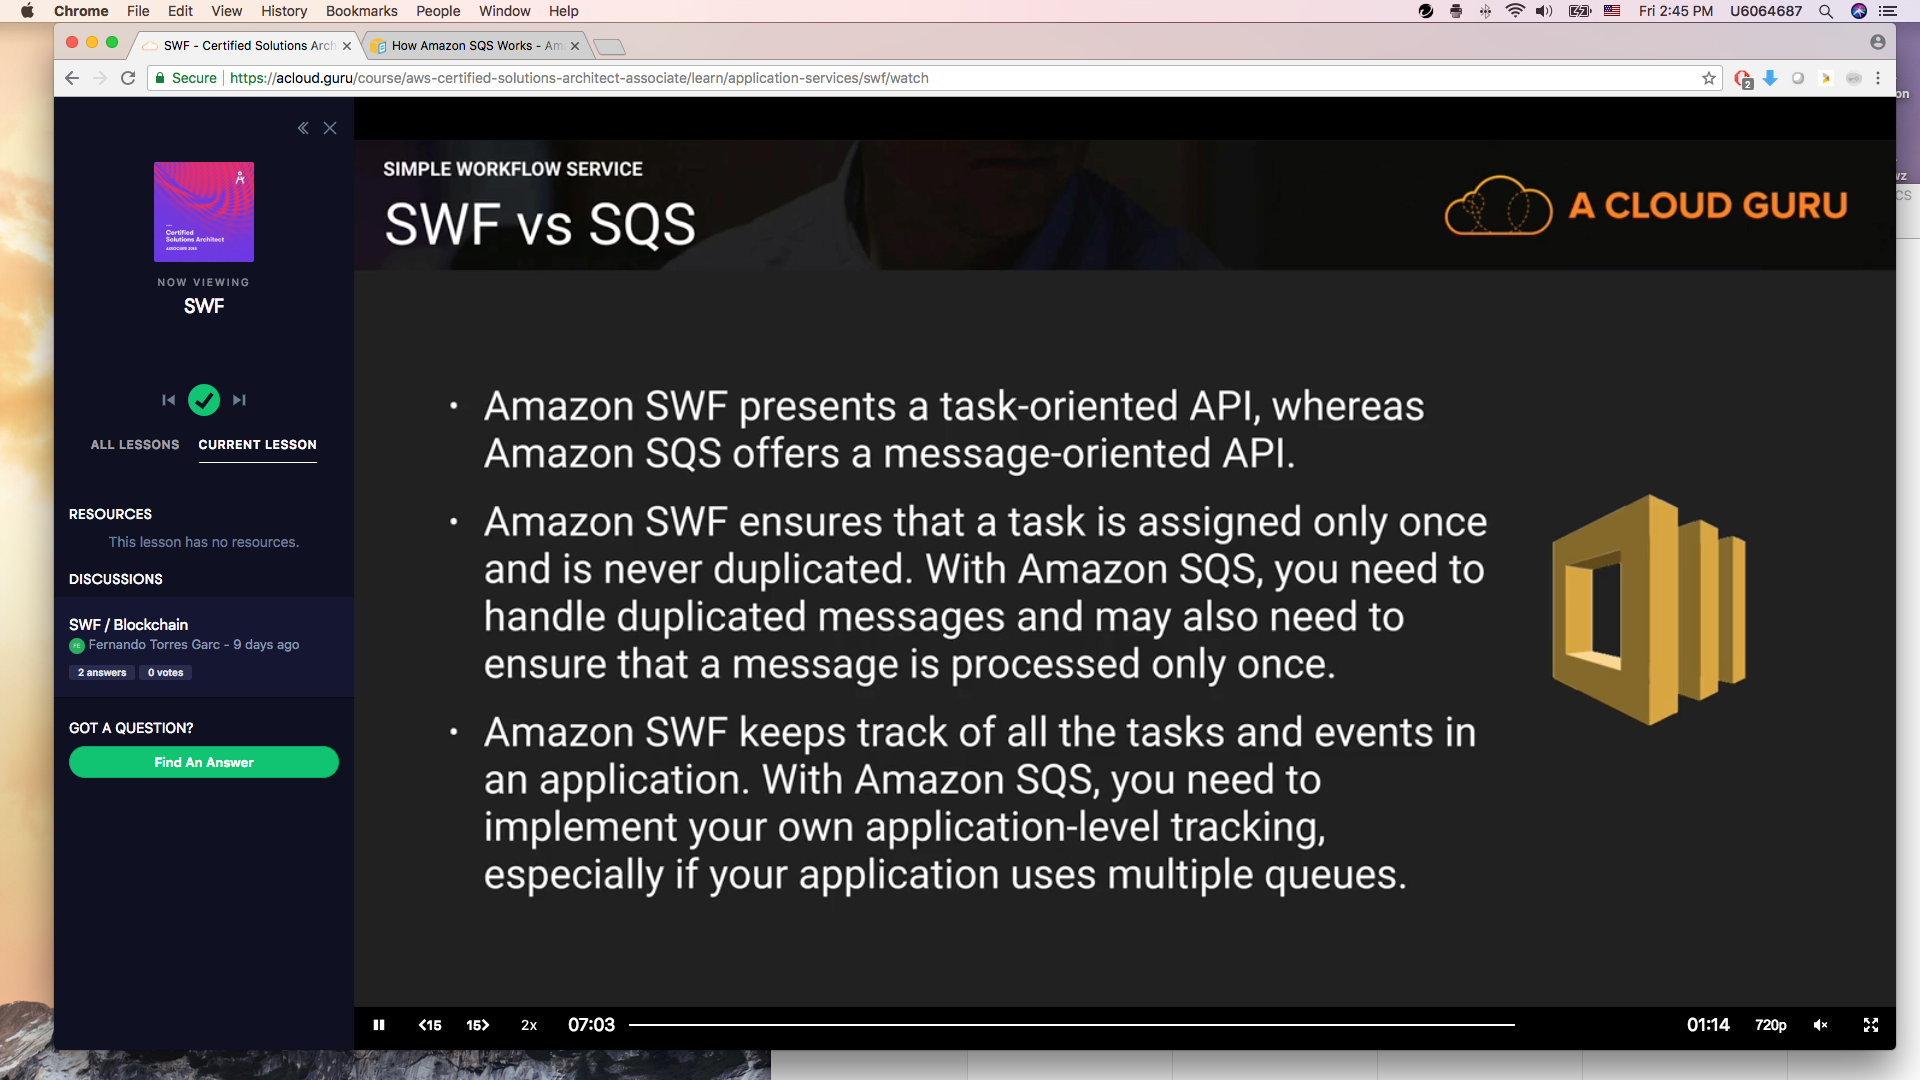 Chrome File Edit View History Bookmarks People Window Help
Fri 2:45 PM U6064687
SWF - Certified Solutions Arch
How Amazon SQS Works - Am
Secure https://acloud.guru/course/aws-certified-solutions-architect-associate/learn/application-services/swf/watch
2
on
wz
CS
Certified
Solutions Architect
ASSOCIATE 2018
NOW VIEWING
SWF
ALL LESSONS CURRENT LESSON
RESOURCES
This lesson has no resources.
DISCUSSIONS
SWF / Blockchain
FE Fernando Torres Garc - 9 days ago
2 answers 0 votes
GOT A QUESTION?
Find An Answer
SIMPLE WORKFLOW SERVICE
SWF vs SQS
A CLOUD GURU
• Amazon SWF presents a task-oriented API, whereas
Amazon SQS offers a message-oriented API.
• Amazon SWF ensures that a task is assigned only once
and is never duplicated. With Amazon SQS, you need to
handle duplicated messages and may also need to
ensure that a message is processed only once.
• Amazon SWF keeps track of all the tasks and events in
an application. With Amazon SQS, you need to
implement your own application-level tracking,
especially if your application uses multiple queues.
<15 15> 2x 07:03 01:14 720p